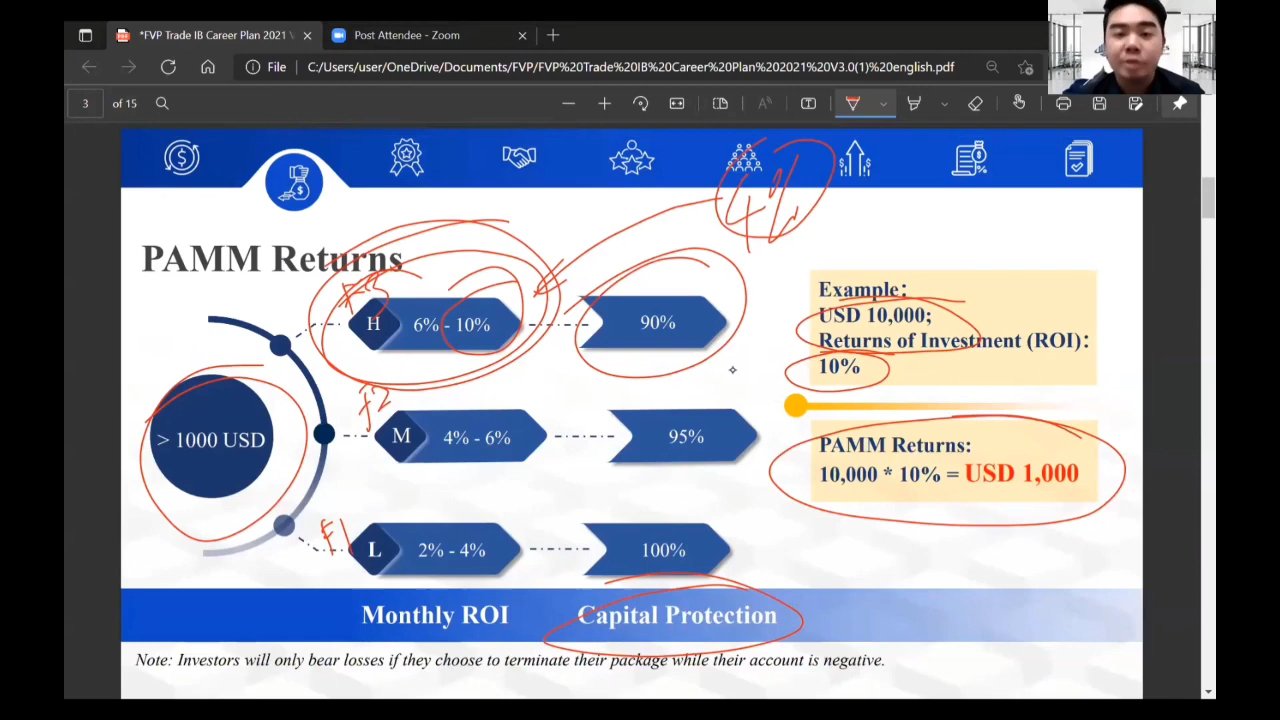 *FVP Trade IB Career Plan 2021 V
Post Attendee - Zoom
File
C:/Users/user/OneDrive/Documents/FVP/FVP%20Trade%20IB%20Career%20Plan%202021%20V3.0(1)%20english.pdf
3 of 15
4%
PAMM Returns
F3
H 6% - 10% 90%
Example:
USD 10,000;
Returns of Investment (ROI):
10%
F2
> 1000 USD
M 4% - 6% 95%
PAMM Returns:
10,000 * 10% = USD 1,000
F1
L 2% - 4% 100%
Monthly ROI Capital Protection
Note: Investors will only bear losses if they choose to terminate their package while their account is negative.